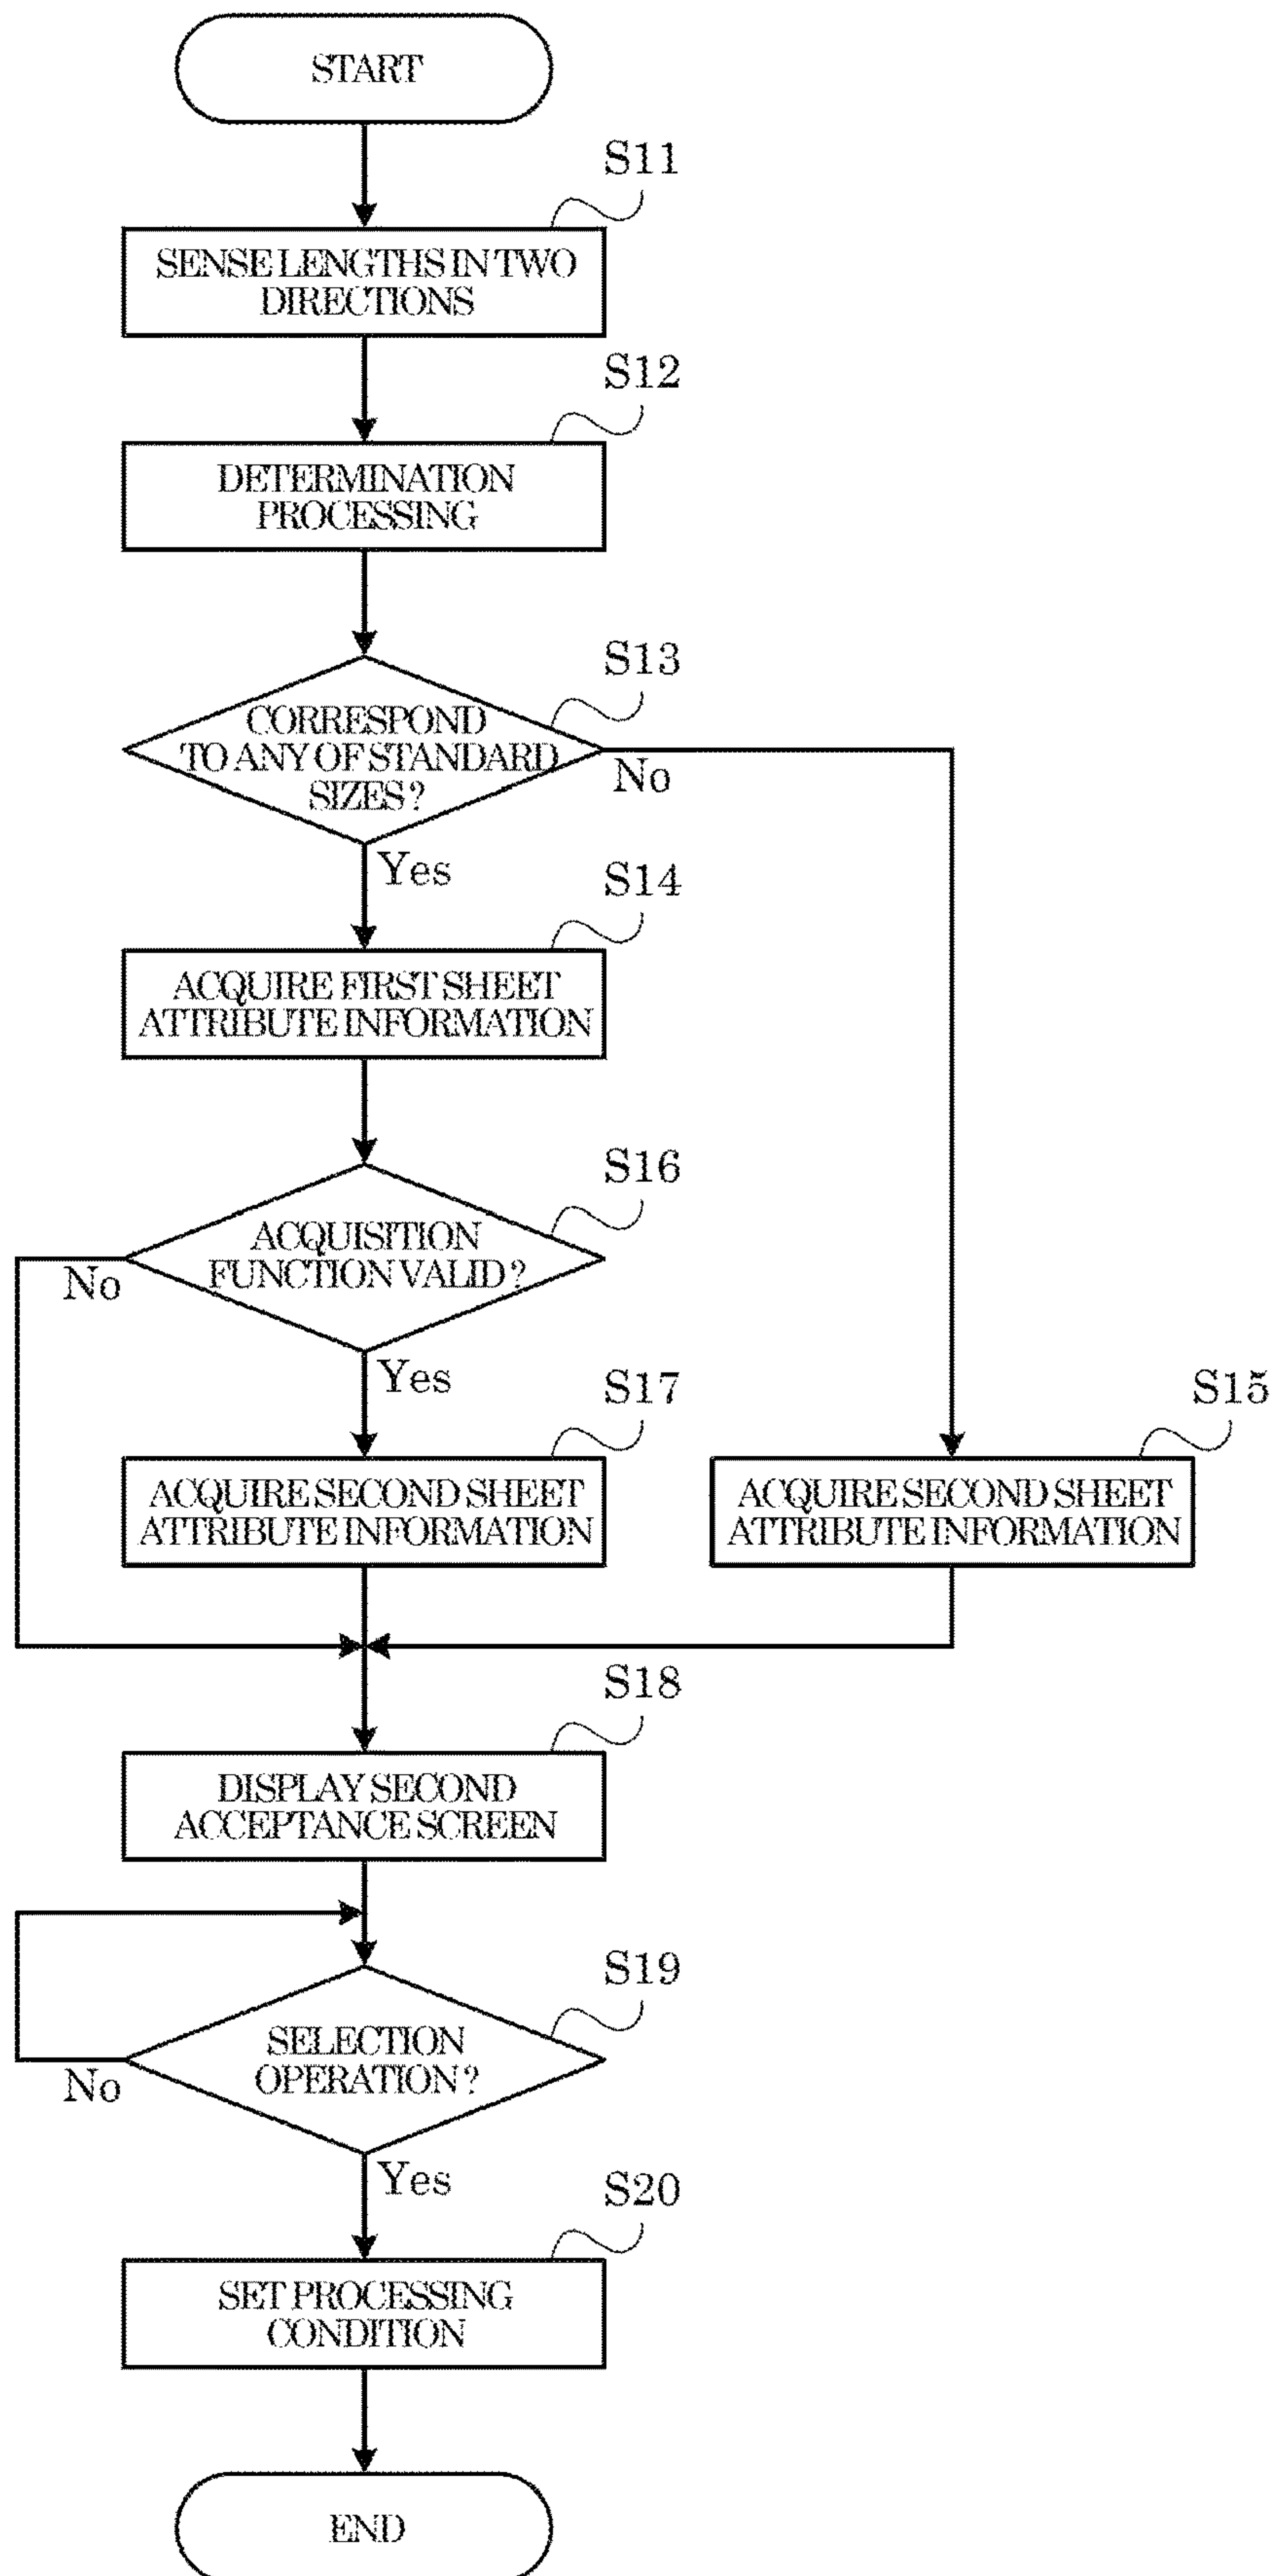 START
S11
SENSE LENGTHS IN TWO
DIRECTIONS
S12
DETERMINATION
PROCESSING
S13
CORRESPOND
TO ANY OF STANDARD
SIZES?
No
Yes
S14
ACQUIRE FIRST SHEET
ATTRIBUTE INFORMATION
S16
ACQUISITION
FUNCTION VALID?
No
Yes
S17
ACQUIRE SECOND SHEET
ATTRIBUTE INFORMATION
S15
ACQUIRE SECOND SHEET
ATTRIBUTE INFORMATION
S18
DISPLAY SECOND
ACCEPTANCE SCREEN
S19
SELECTION
OPERATION?
No
Yes
S20
SET PROCESSING
CONDITION
END